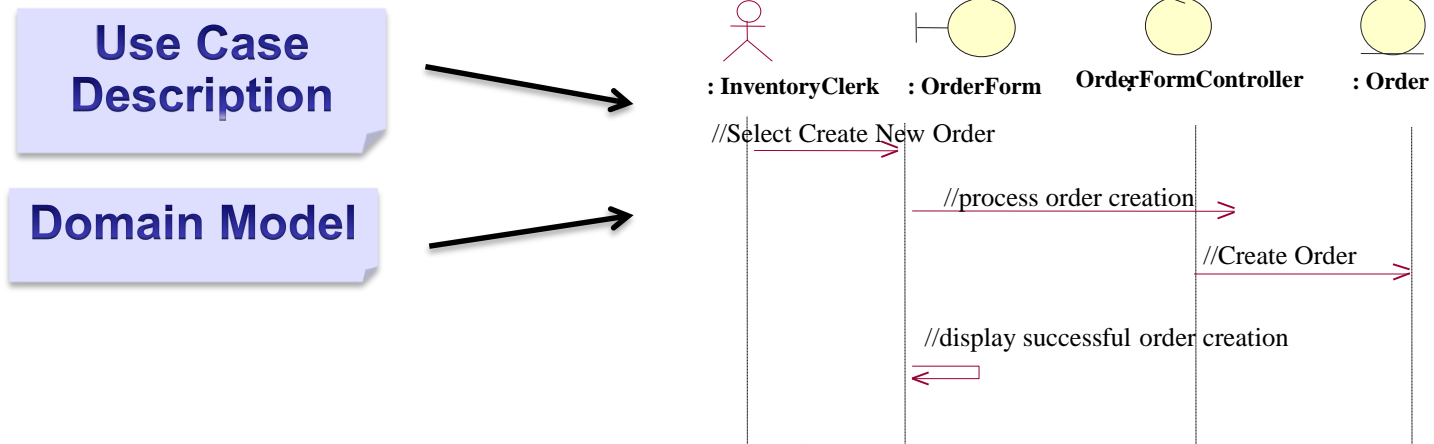 Use Case
Description
Domain Model
: InventoryClerk
: OrderForm
OrderFormController
:
: Order
//Select Create New Order
//process order creation
//Create Order
//display successful order creation